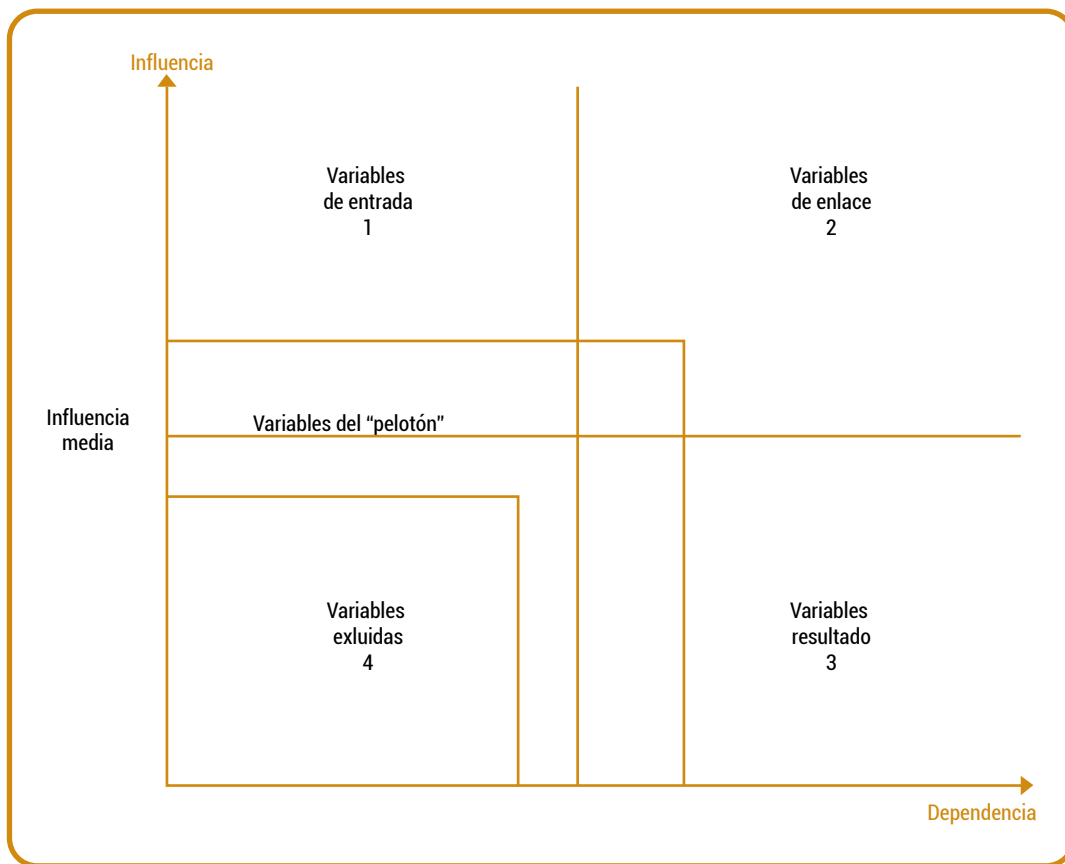 Influencia
Variables
de entrada
1
Variables
de enlace
2
Influencia
media
Variables del “pelotón”
Variables
exluidas
4
Variables
resultado
3
Dependencia